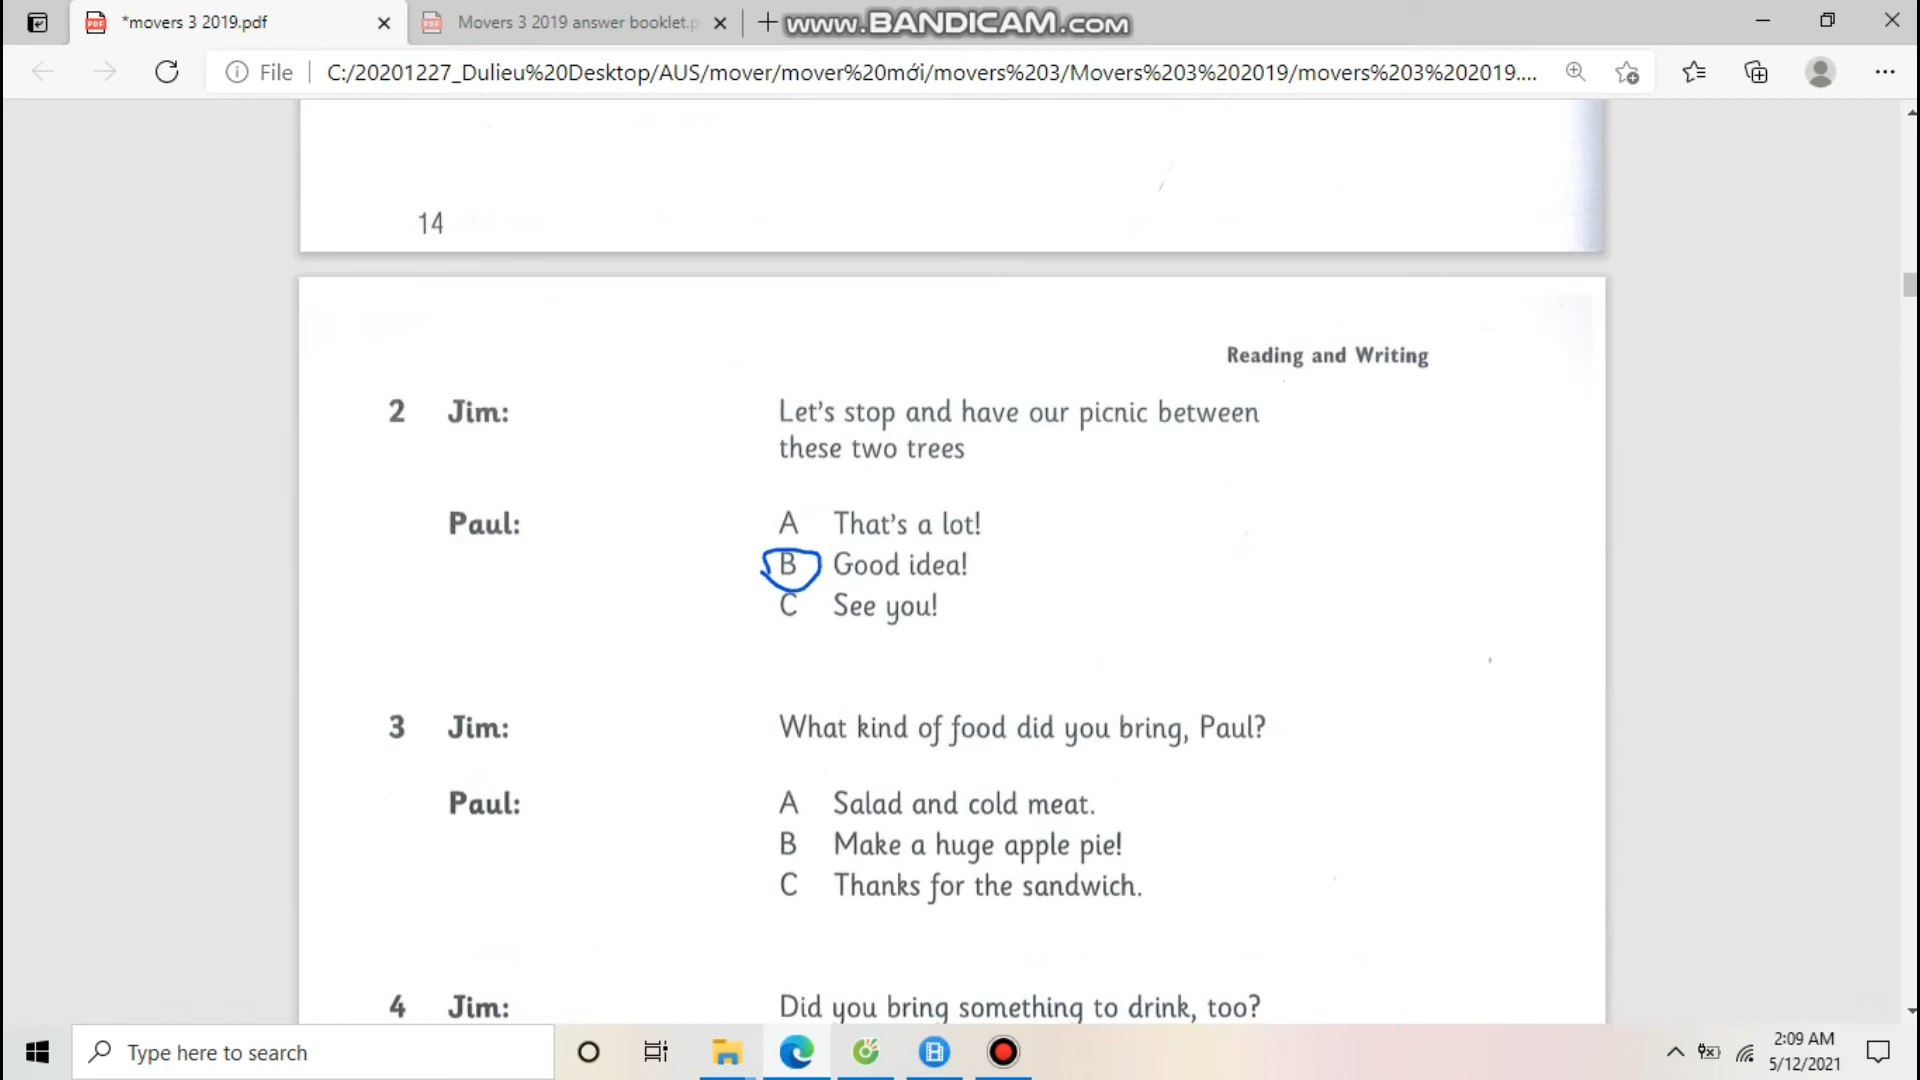 *movers 3 2019.pdf
Movers 3 2019 answer booklet.p
www.BANDICAM.com
File
C:/20201227_Dulieu%20Desktop/AUS/mover/mover%20mới/movers%203/Movers%203%202019/movers%203%202019....
14
Reading and Writing
2 Jim: Let's stop and have our picnic between
these two trees
Paul: A That's a lot!
B Good idea!
C See you!
3 Jim: What kind of food did you bring, Paul?
Paul: A Salad and cold meat.
B Make a huge apple pie!
C Thanks for the sandwich.
4 Jim: Did you bring something to drink, too?
Type here to search
2:09 AM
5/12/2021